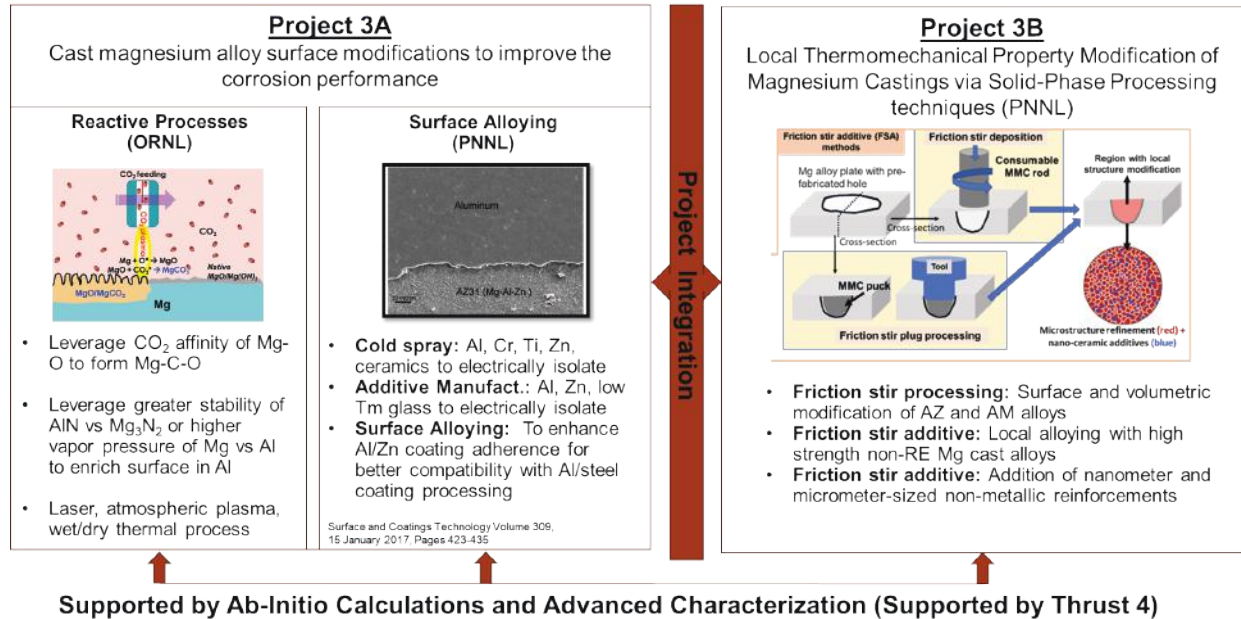 Project 3A
Cast magnesium alloy surface modifications to improve the
corrosion performance
Reactive Processes
(ORNL)
CO₂ feeding
CO₂ plasma
CO₂
Mg + O* → MgO
MgO + CO₂* → MgCO₃
Native
MgO/Mg(OH)₂
MgO/MgCO₃
Mg
• Leverage CO₂ affinity of Mg-
O to form Mg-C-O
• Leverage greater stability of
AlN vs Mg₃N₂ or higher
vapor pressure of Mg vs Al
to enrich surface in Al
• Laser, atmospheric plasma,
wet/dry thermal process
Surface Alloying
(PNNL)
Aluminum
AZ31 (Mg-Al-Zn)
• Cold spray: Al, Cr, Ti, Zn,
ceramics to electrically isolate
• Additive Manufact.: Al, Zn, low
Tm glass to electrically isolate
• Surface Alloying: To enhance
Al/Zn coating adherence for
better compatibility with Al/steel
coating processing
Surface and Coatings Technology Volume 309,
15 January 2017, Pages 423-435
Project Integration
Project 3B
Local Thermomechanical Property Modification of
Magnesium Castings via Solid-Phase Processing
techniques (PNNL)
Friction stir additive (FSA)
methods
Mg alloy plate with pre-
fabricated hole
Cross-section
Cross-section
Friction stir deposition
Consumable
MMC rod
MMC puck
Tool
Friction stir plug processing
Region with local
structure modification
Microstructure refinement (red) +
nano-ceramic additives (blue)
• Friction stir processing: Surface and volumetric
modification of AZ and AM alloys
• Friction stir additive: Local alloying with high
strength non-RE Mg cast alloys
• Friction stir additive: Addition of nanometer and
micrometer-sized non-metallic reinforcements
Supported by Ab-Initio Calculations and Advanced Characterization (Supported by Thrust 4)